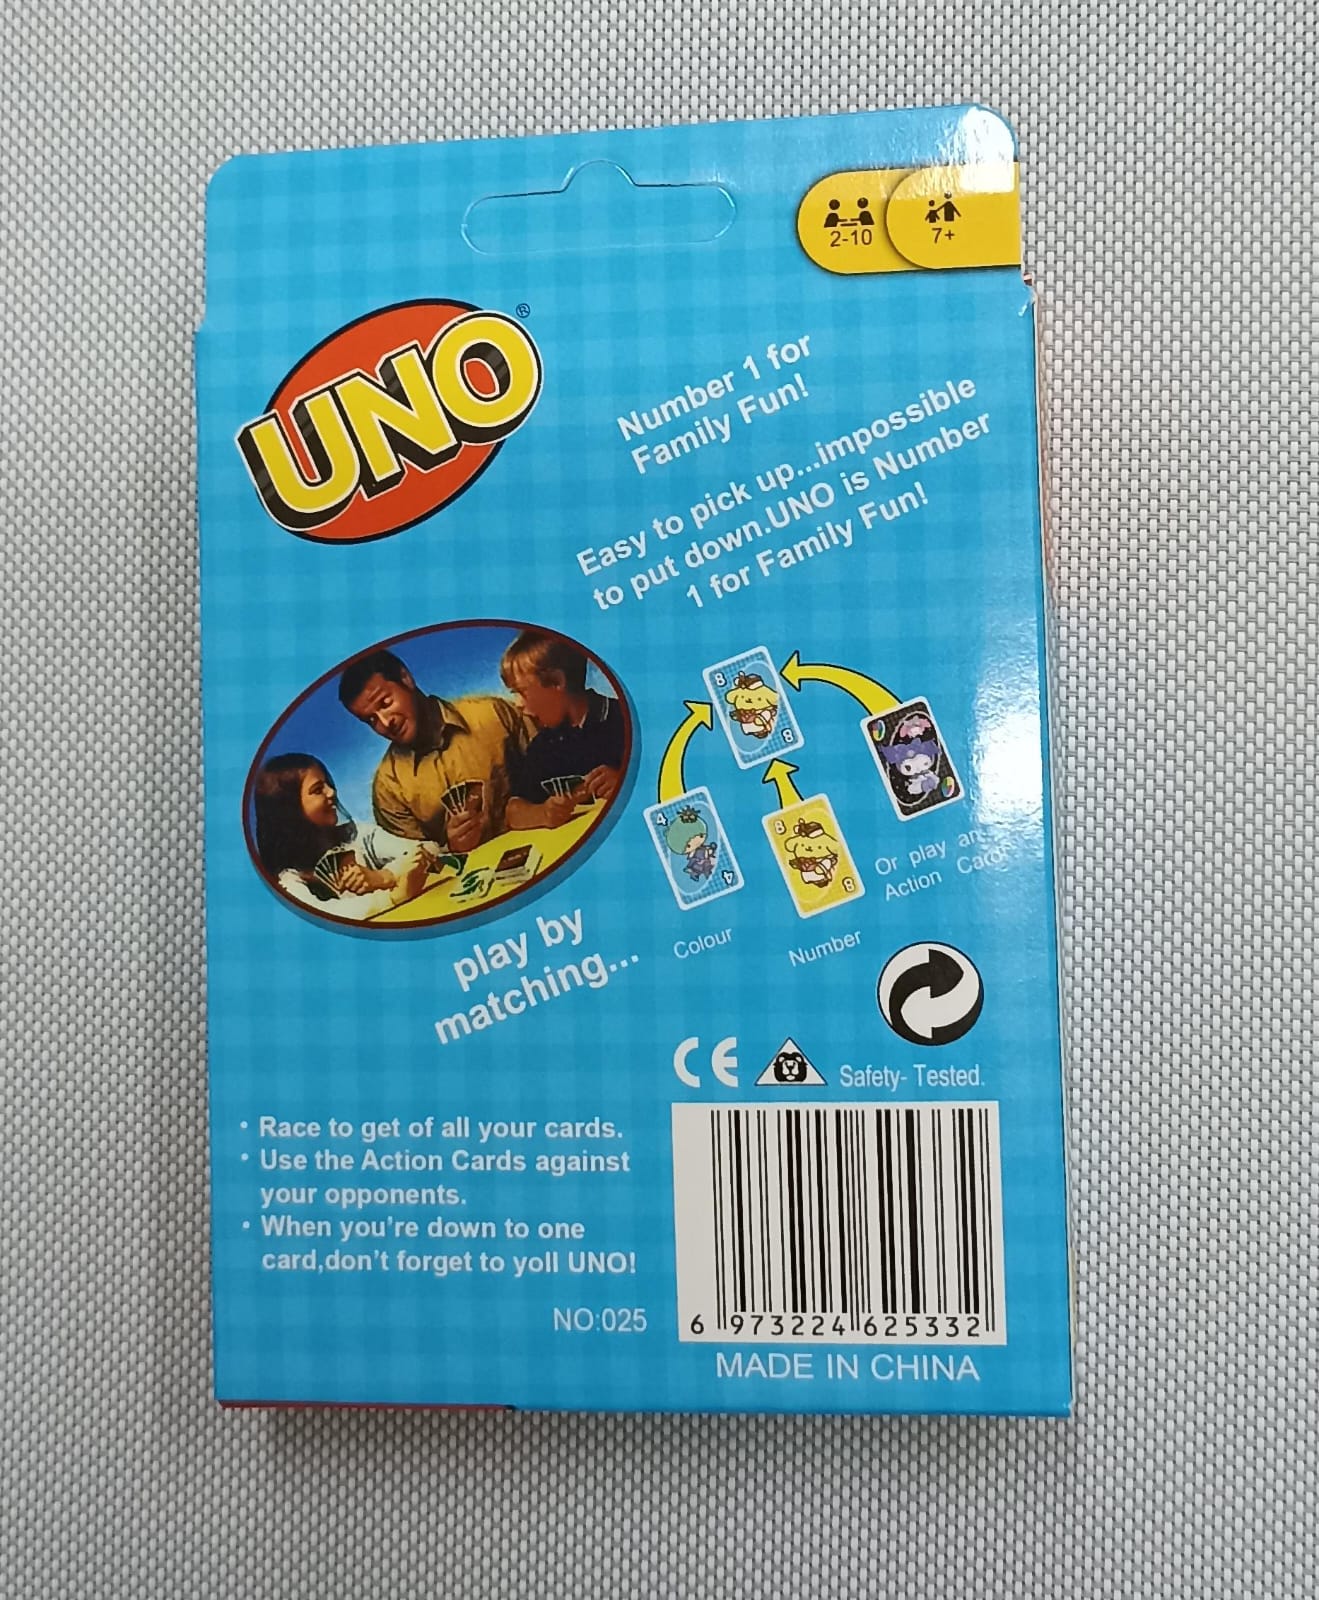 2-10
7+
UNO®
Number 1 for
Family Fun!
Easy to pick up...impossible
to put down.UNO is Number
1 for Family Fun!
8
8
4
4
8
8
Colour
Number
Or play an
Action Card
play by
matching...
CE
Safety- Tested.
• Race to get of all your cards.
• Use the Action Cards against
your opponents.
• When you're down to one
card,don't forget to yoll UNO!
NO:025
6 973224 625332
MADE IN CHINA